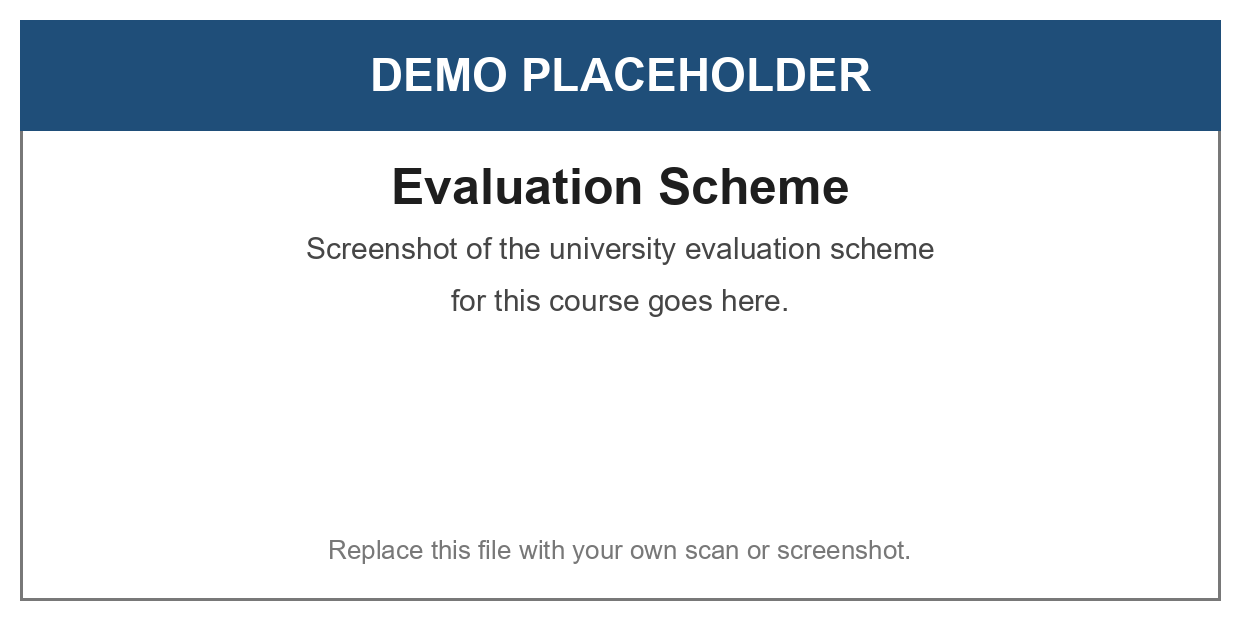 DEMO PLACEHOLDER
Evaluation Scheme
Screenshot of the university evaluation scheme
for this course goes here.
Replace this file with your own scan or screenshot.